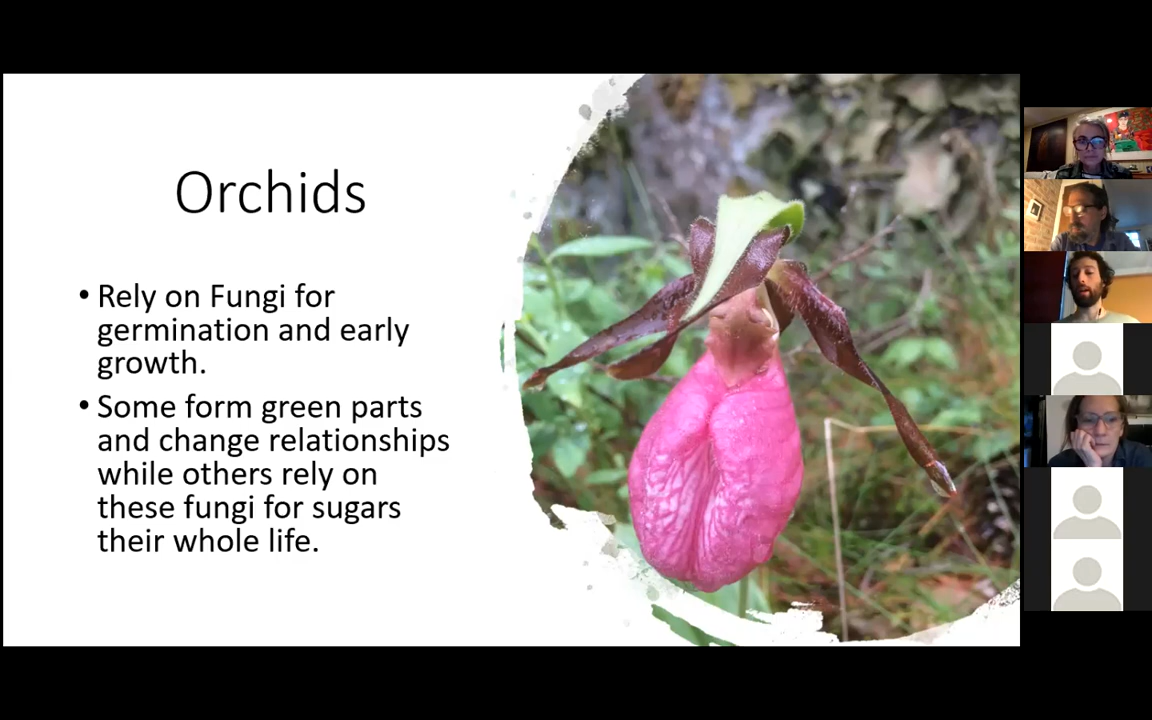 Orchids
• Rely on Fungi for
germination and early
growth.
• Some form green parts
and change relationships
while others rely on
these fungi for sugars
their whole life.